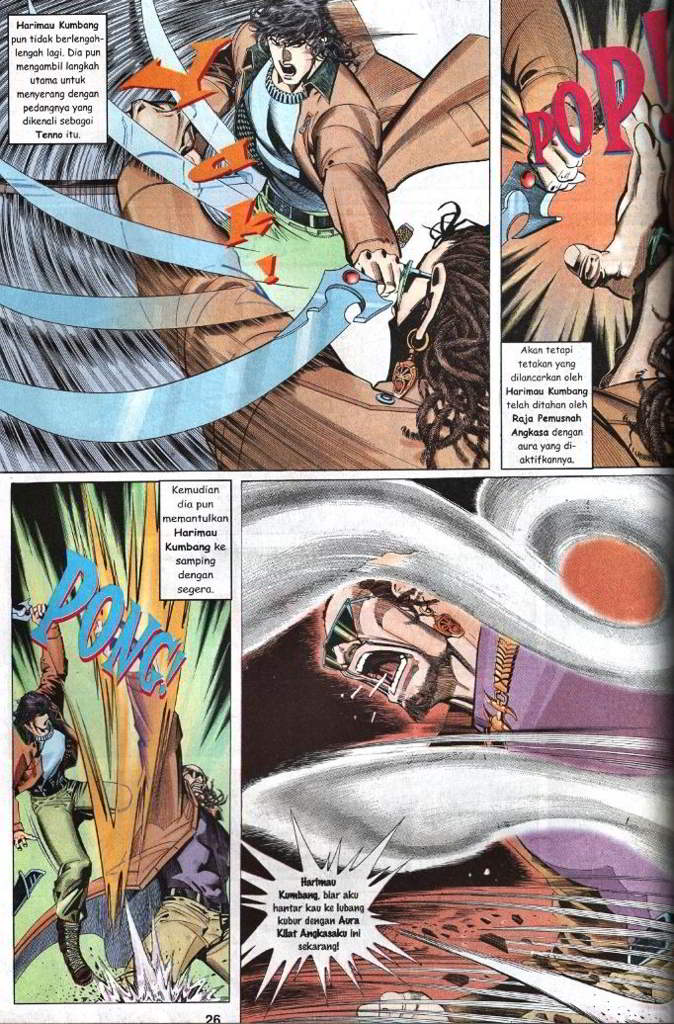 Harimau Kumbang
pun tidak berlengah-
lengah lagi. Dia pun
mengambil langkah
utama untuk
menyerang dengan
pedangnya yang
dikenali sebagai
Tenno itu.
POP!
Akan tetapi
tetakan yang
dilancarkan oleh
Harimau Kumbang
telah ditahan oleh
Raja Pemusnah
Angkasa dengan
aura yang di-
aktifkannya.
Kemudian
dia pun
memantulkan
Harimau
Kumbang ke
samping
dengan
segera.
PONG!
Harimau
Kumbang, biar aku
hantar kau ke lubang
kubur dengan Aura
Kilat Angkasaku ini
sekarang!
26